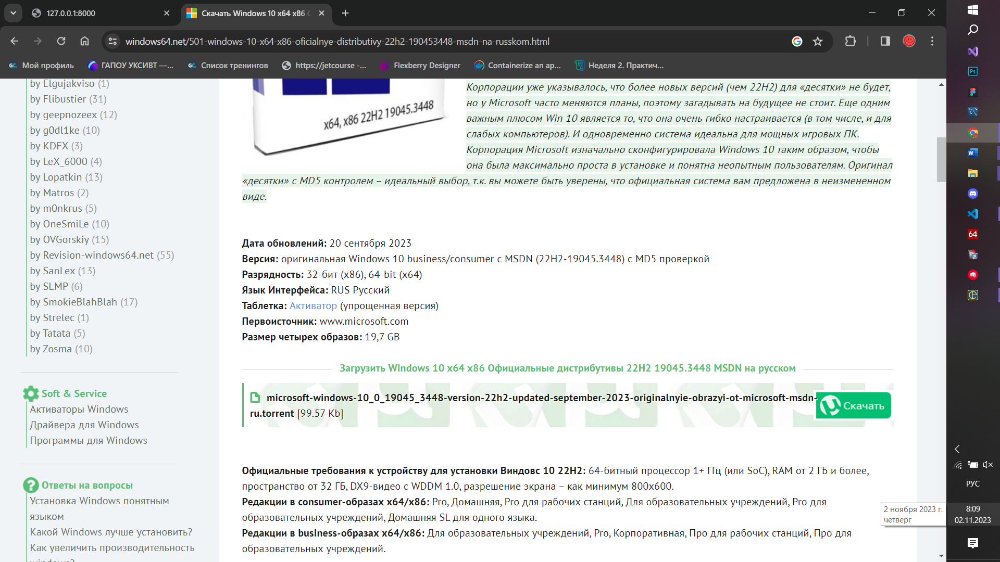 127.0.0.1:8000
Скачать Windows 10 x64 x86
windows64.net/501-windows-10-x64-x86-oficialnye-distributivy-22h2-190453448-msdn-na-russkom.html
Мой профиль
ГАПОУ УКСИВТ —...
Список тренингов
https://jetcourse -...
Flexberry Designer
Containerize an ap...
Неделя 2. Практич...
by Elgujakviso (1)
by Flibustier (31)
by geepnozeex (12)
by g0dl1ke (10)
by KDFX (3)
by LeX_6000 (4)
by Lopatkin (13)
by Matros (2)
by m0nkrus (5)
by OneSmiLe (10)
by OVGorskiy (15)
by Revision-windows64.net (55)
by SanLex (13)
by SLMP (6)
by SmokieBlahBlah (17)
by Strelec (1)
by Tatata (5)
by Zosma (10)
Soft & Service
Активаторы Windows
Драйвера для Windows
Программы для Windows
Ответы на вопросы
Установка Windows понятным
языком
Какой Windows лучше установить?
Как увеличить производительность
windows?
x64, x86 22H2 19045.3448
Корпорации уже указывалось, что более новых версий (чем 22H2) для «десятки» не будет,
но у Microsoft часто меняются планы, поэтому загадывать на будущее не стоит. Еще одним
важным плюсом Win 10 является то, что она очень гибко настраивается (в том числе, и для
слабых компьютеров). И одновременно система идеальна для мощных игровых ПК.
Корпорация Microsoft изначально сконфигурировала Windows 10 таким образом, чтобы
она была максимально проста в установке и понятна неопытным пользователям. Оригинал
«десятки» с MD5 контролем – идеальный выбор, т.к. вы можете быть уверены, что официальная система вам предложена в неизмененном
виде.
Дата обновлений: 20 сентября 2023
Версия: оригинальная Windows 10 business/consumer с MSDN (22H2-19045.3448) с MD5 проверкой
Разрядность: 32-бит (x86), 64-bit (x64)
Язык Интерфейса: RUS Русский
Таблетка: Активатор (упрощенная версия)
Первоисточник: www.microsoft.com
Размер четырех образов: 19,7 GB
Загрузить Windows 10 x64 x86 Официальные дистрибутивы 22H2 19045.3448 MSDN на русском
microsoft-windows-10_0_19045_3448-version-22h2-updated-september-2023-originalnyie-obrazyi-ot-microsoft-msdn-
ru.torrent [99.57 Kb]
Скачать
Официальные требования к устройству для установки Виндовс 10 22H2: 64-битный процессор 1+ ГГц (или SoC), RAM от 2 ГБ и более,
пространство от 32 ГБ, DX9-видео с WDDM 1.0, разрешение экрана – как минимум 800x600.
Редакции в consumer-образах x64/x86: Pro, Домашняя, Pro для рабочих станций, Для образовательных учреждений, Pro для
образовательных учреждений, Домашняя SL для одного языка.
Редакции в business-образах x64/x86: Для образовательных учреждений, Pro, Корпоративная, Про для рабочих станций, Про для
образовательных учреждений.
64
РУС
8:09
02.11.2023
2 ноября 2023 г.
четверг